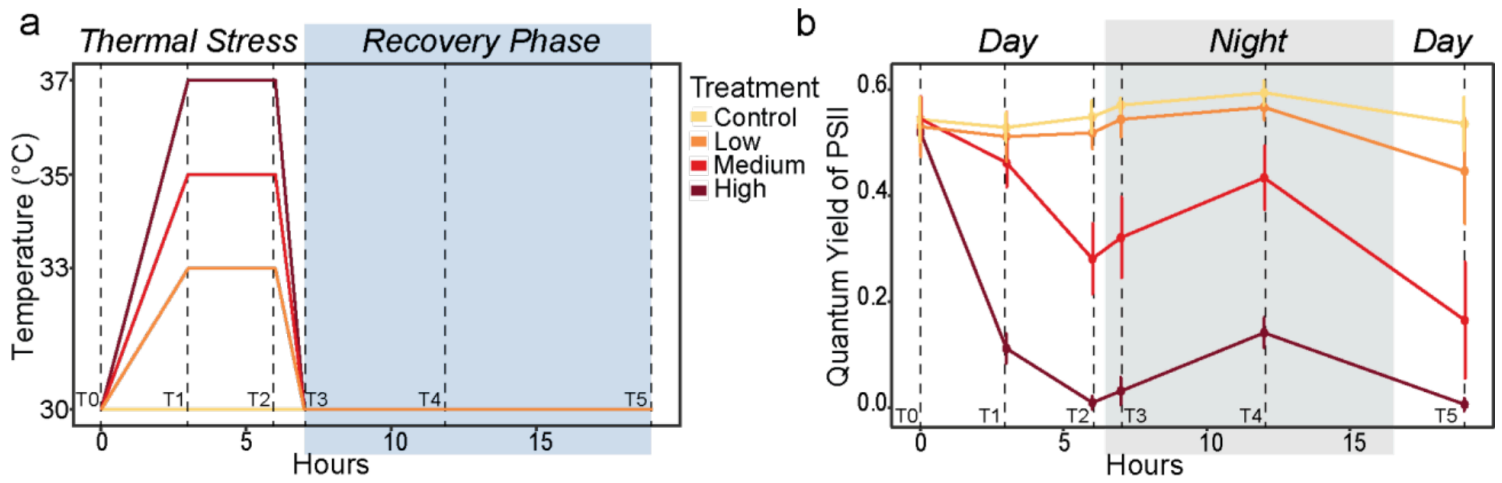 a
Thermal Stress
Recovery Phase
Temperature (°C)
37
35
33
30
T0
T1
T2
T3
T4
T5
0
5
10
15
Hours
Treatment
Control
Low
Medium
High
b
Day
Night
Day
Quantum Yield of PSII
0.6
0.4
0.2
0.0
T0
T1
T2
T3
T4
T5
0
5
10
15
Hours